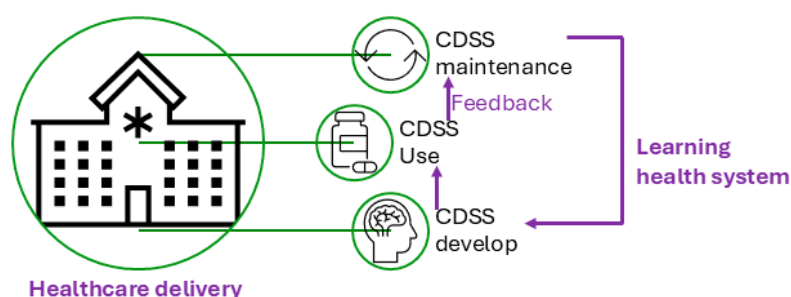 CDSS
maintenance
Feedback
CDSS
Use
Learning
health system
CDSS
develop
Healthcare delivery